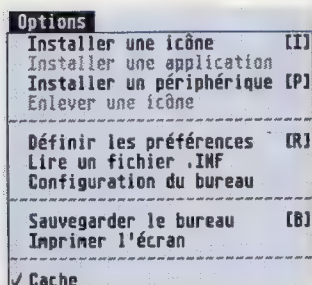 Options
Installer une icône [I]
Installer une application
Installer un périphérique [P]
Enlever une icône
Définir les préférences [R]
Lire un fichier .INF
Configuration du bureau
Sauvegarder le bureau [B]
Imprimer l'écran
✓ Cache